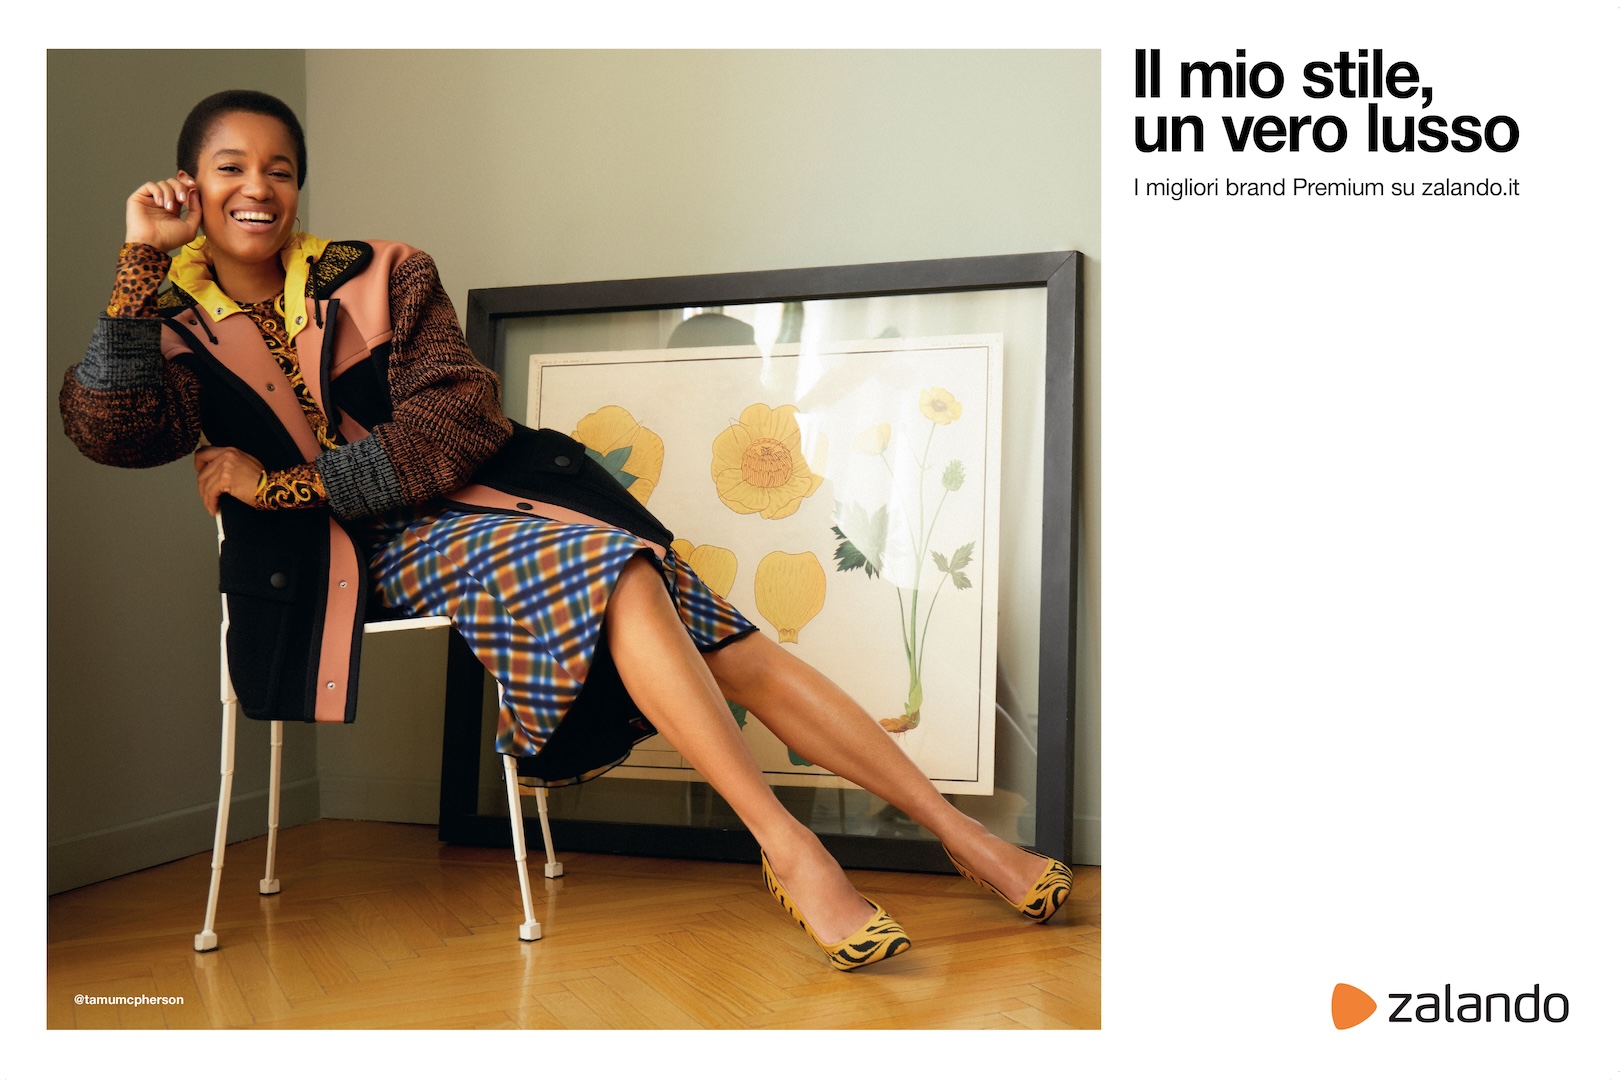 Il mio stile,
un vero lusso
I migliori brand Premium su zalando.it
@tamumcpherson
zalando